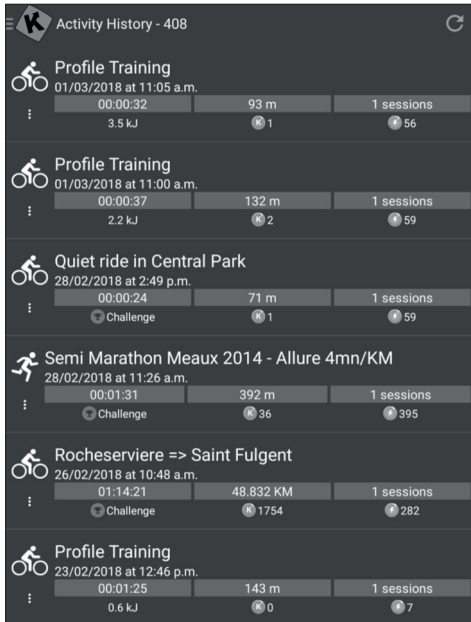 K Activity History - 408
Profile Training
01/03/2018 at 11:05 a.m.
00:00:32 93 m 1 sessions
3.5 kJ K 1 56
Profile Training
01/03/2018 at 11:00 a.m.
00:00:37 132 m 1 sessions
2.2 kJ K 2 59
Quiet ride in Central Park
28/02/2018 at 2:49 p.m.
00:00:24 71 m 1 sessions
Challenge K 1 59
Semi Marathon Meaux 2014 - Allure 4mn/KM
28/02/2018 at 11:26 a.m.
00:01:31 392 m 1 sessions
Challenge K 36 395
Rocheserviere => Saint Fulgent
26/02/2018 at 10:48 a.m.
01:14:21 48.832 KM 1 sessions
Challenge K 1754 282
Profile Training
23/02/2018 at 12:46 p.m.
00:01:25 143 m 1 sessions
0.6 kJ K 0 7